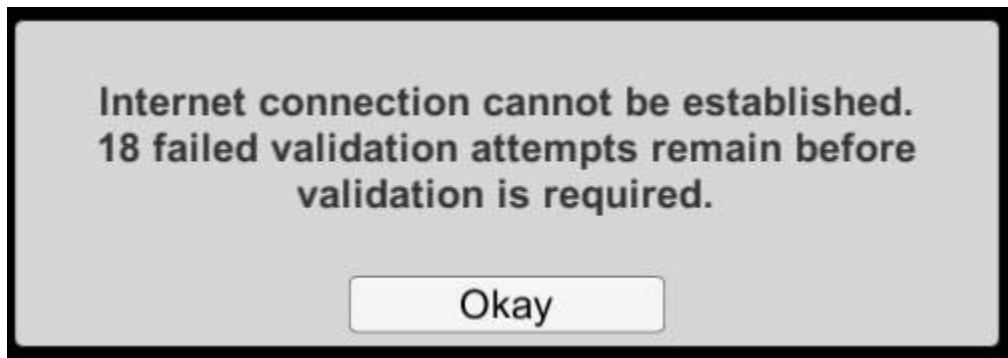 Internet connection cannot be established.
18 failed validation attempts remain before
validation is required.
Okay